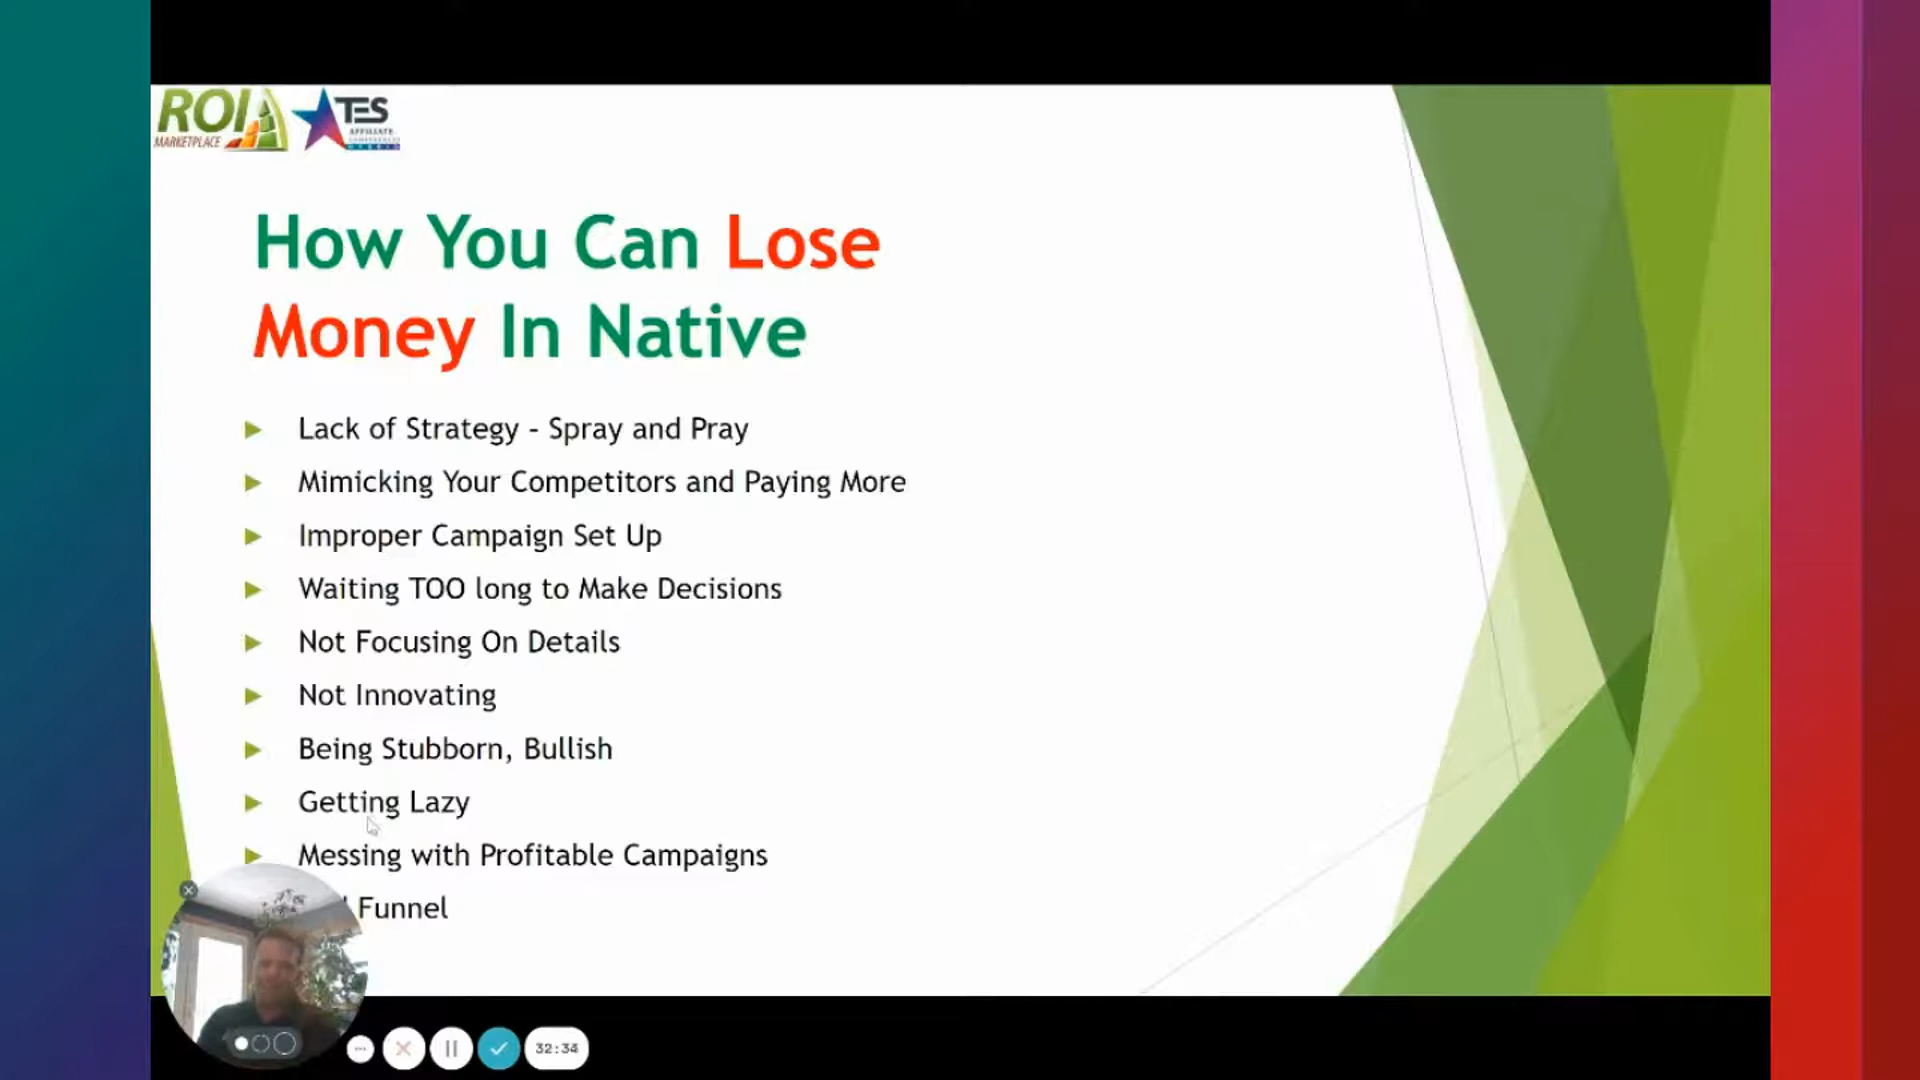 ROI
MARKETPLACE
TES
AFFILIATE
How You Can Lose
Money In Native
Lack of Strategy - Spray and Pray
Mimicking Your Competitors and Paying More
Improper Campaign Set Up
Waiting TOO long to Make Decisions
Not Focusing On Details
Not Innovating
Being Stubborn, Bullish
Getting Lazy
Messing with Profitable Campaigns
Funnel
32:34